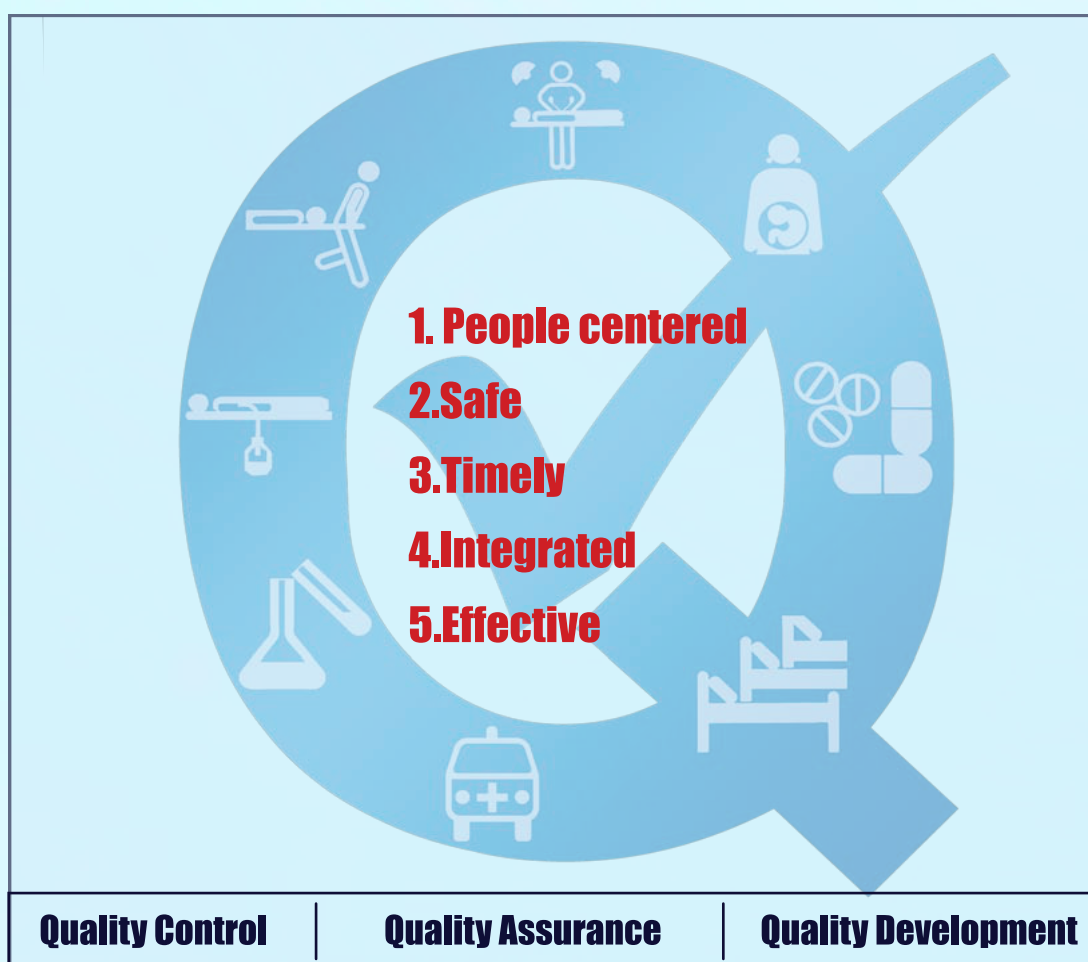 1. People centered
2.Safe
3.Timely
4.Integrated
5.Effective
Quality Control | Quality Assurance | Quality Development